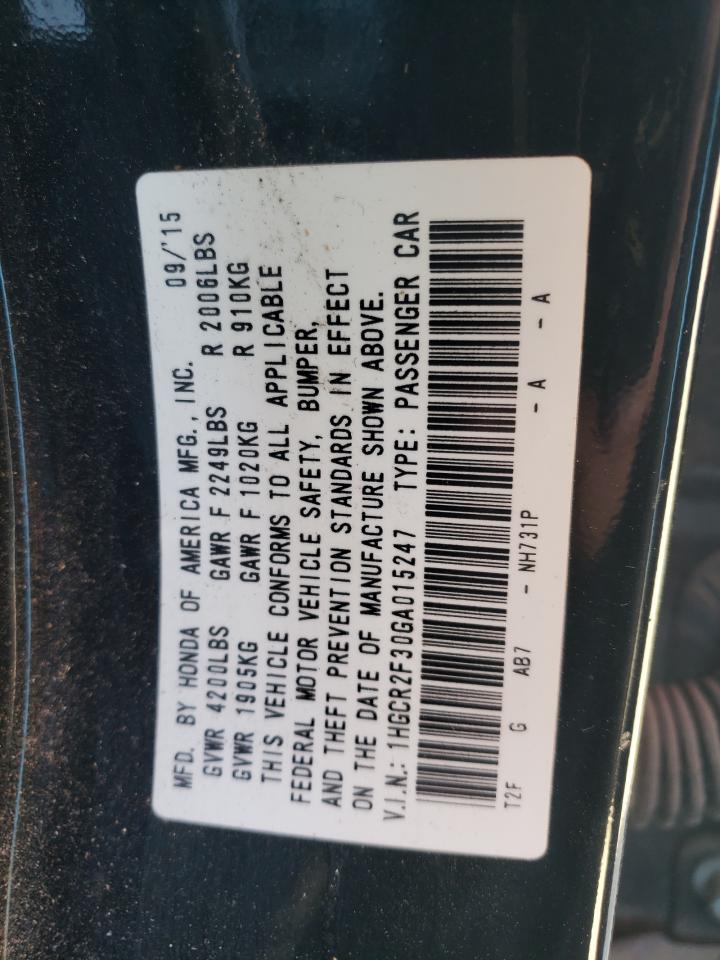 MFD. BY HONDA OF AMERICA MFG., INC. 09/'15
GVWR 4200LBS GAWR F 2249LBS R 2006LBS
GVWR 1905KG GAWR F 1020KG R 910KG
THIS VEHICLE CONFORMS TO ALL APPLICABLE
FEDERAL MOTOR VEHICLE SAFETY, BUMPER,
AND THEFT PREVENTION STANDARDS IN EFFECT
ON THE DATE OF MANUFACTURE SHOWN ABOVE.
V.I.N.: 1HGCR2F30GA015247 TYPE: PASSENGER CAR
T2F G AB7 - NH731P - A - A